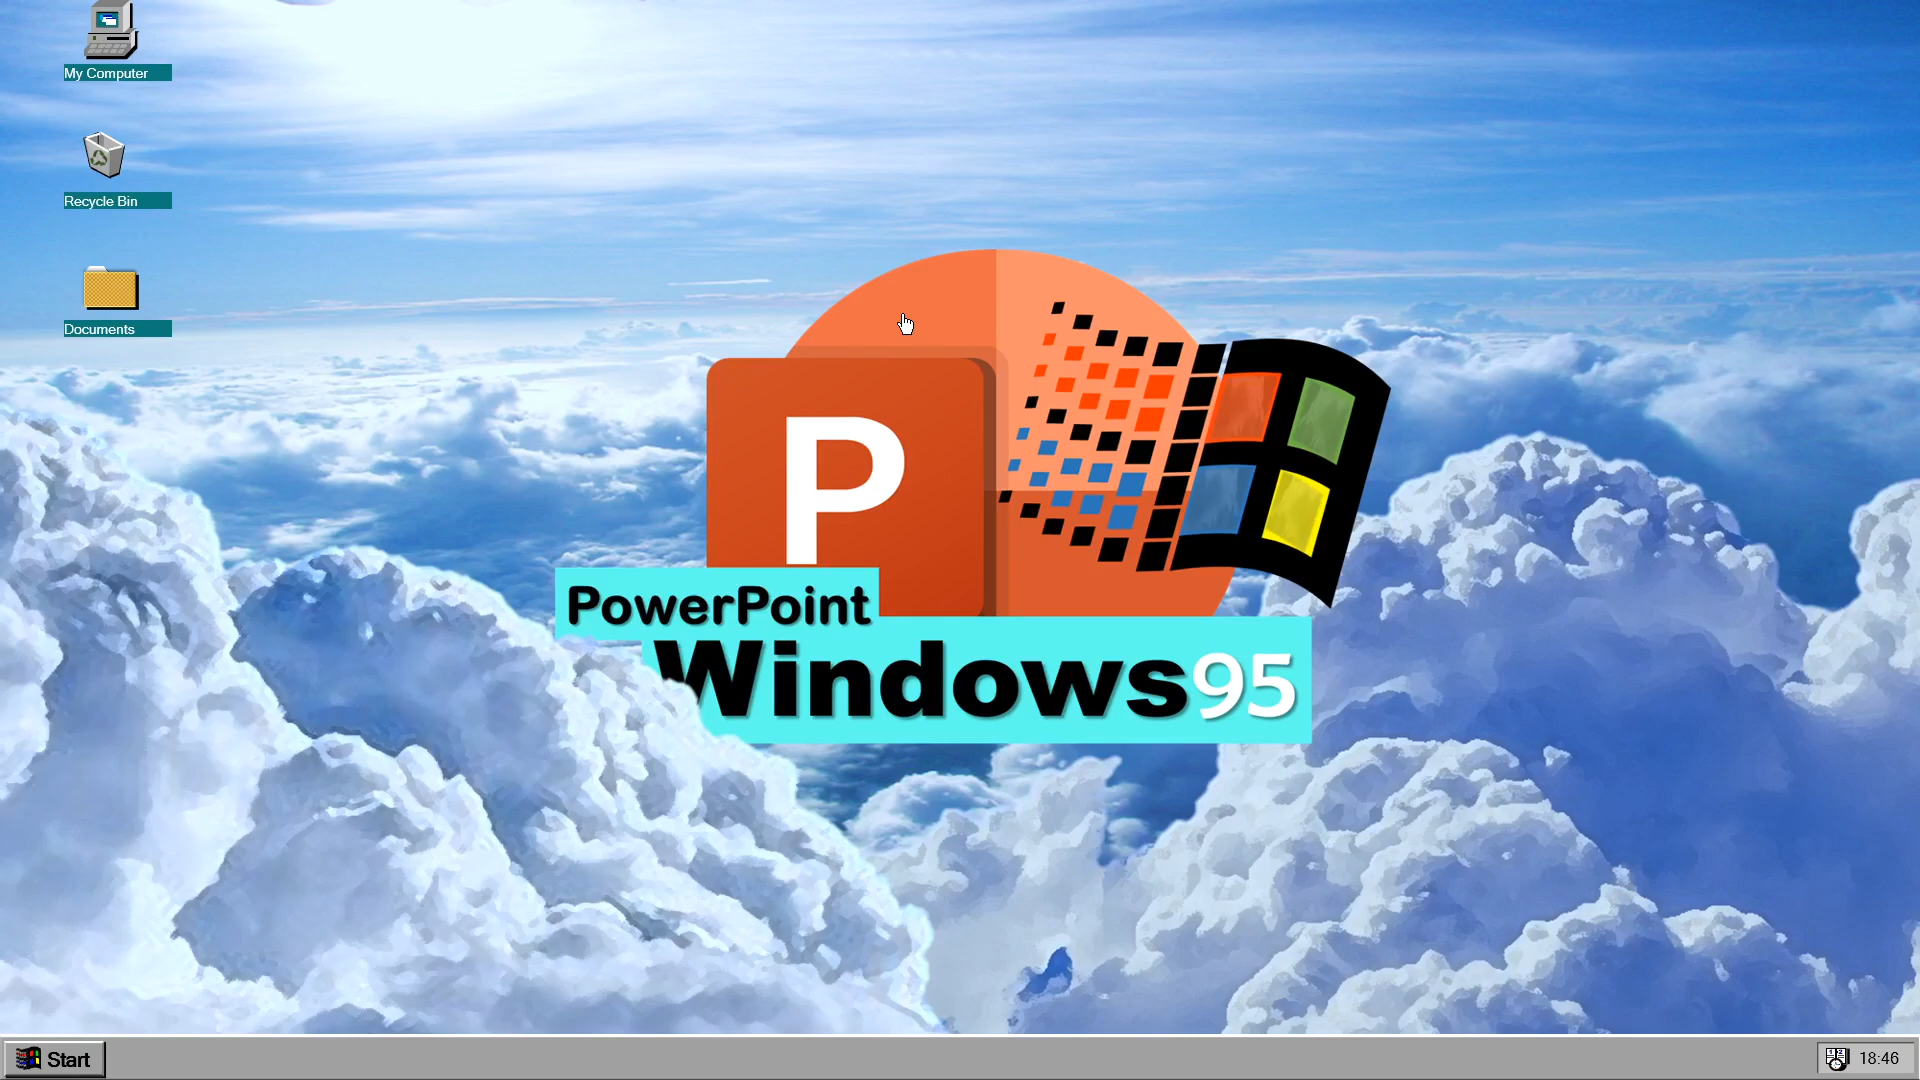 My Computer
Recycle Bin
Documents
P
PowerPoint
Windows95
Start
18:46